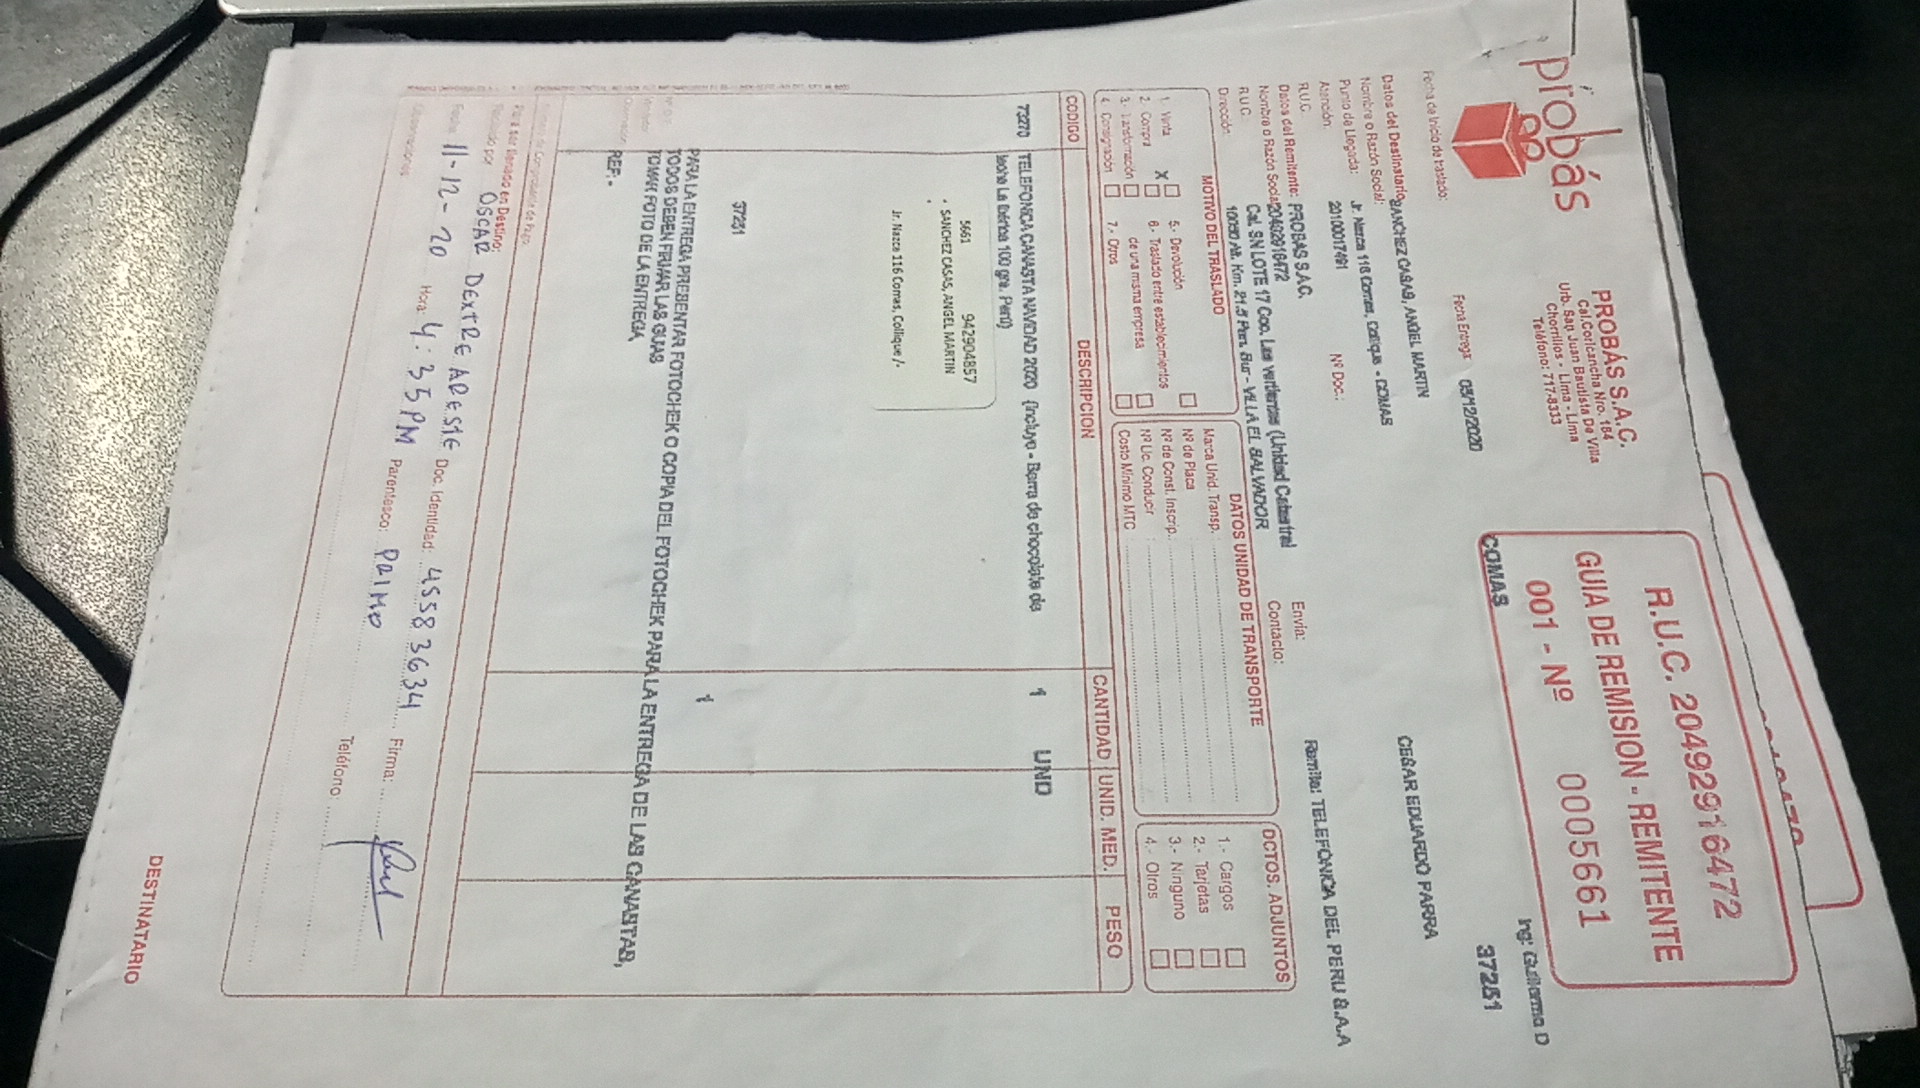 probás
PROBÁS S.A.C.
Cal. Coricancha Nro. 184
Urb. San Juan Bautista De Villa
Chorrillos - Lima - Lima
Teléfono: 717-8333
R.U.C. 20492916472
GUIA DE REMISION - REMITENTE
001 - Nº 0005661
Ing: Guillermo D
COMAS
37251
Fecha de Inicio de traslado:
Fecha Entrega: 05/12/2020
Datos del Destinatario:
Nombre o Razón Social: SANCHEZ CASAS, ANGEL MARTIN
CESAR EDUARDO PARRA
Punto de Llegada: Jr. Nazca 116 Comas, Collique - COMAS
Atención:
R.U.C. 20100017491 Nº Doc.:
Remite: TELEFONICA DEL PERU S.A.A
Datos del Remitente: PROBAS S.A.C. Envía:
Nombre o Razón Social: 20492916472 Contacto:
R.U.C. Cal. SN LOTE 17 Coo. Las vertientes (Unidad Catastral
Dirección: 10080 Alt. Km. 21.5 Pan. Sur - VILLA EL SALVADOR
MOTIVO DEL TRASLADO
1. Venta X
2. Compra
4. Consignación
5.- Devolución
6.- Traslado entre establecimientos
de una misma empresa
7.- Otros
DATOS UNIDAD DE TRANSPORTE
Marca Unid. Transp.
Nº de Placa
Nº de Const. Inscrip.
Nº Lic. Conducir
Costo Mínimo MTC
DCTOS. ADJUNTOS
1.- Cargos
2.- Tarjetas
3.- Ninguno
4.- Otros
CODIGO DESCRIPCION CANTIDAD UNID. MED. PESO
73270 TELEFONICA CANASTA NAVIDAD 2020 (Incluye - Barra de chocolate de 1 UND
leche La Ibérica 100 grs. Perú)
5661 942904857
. SANCHEZ CASAS, ANGEL MARTIN
Jr. Nazca 116 Comas, Collique /-
37251
1
PARA LA ENTREGA PRESENTAR FOTOCHEK O COPIA DEL FOTOCHEK PARA LA ENTREGA DE LAS CANASTAS,
TODOS DEBEN FIRMAR LAS GUIAS
TOMAR FOTO DE LA ENTREGA
REF: -
Para ser llenado en Destino:
Recibido por: OSCAR DEXTRE ARESTE Doc. Identidad: 45583634 Firma:
Fecha: 11-12-20 Hora: 4:35 PM Parentesco: PRIMO Teléfono:
Observaciones:
DESTINATARIO